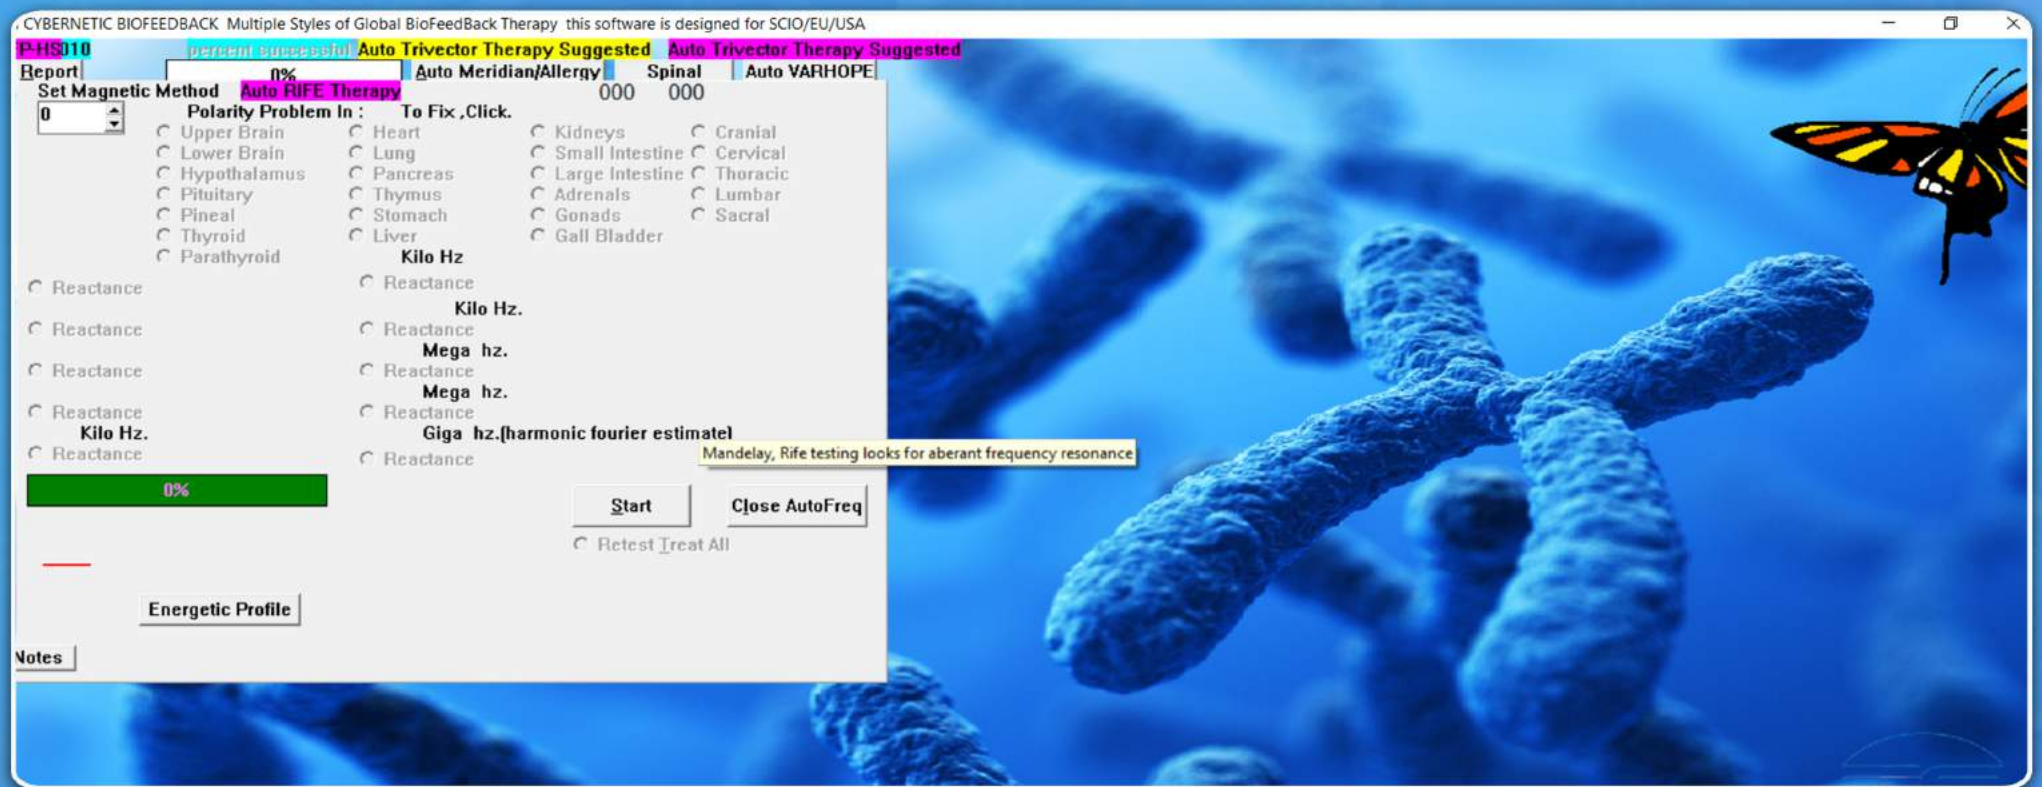 CYBERNETIC BIOFEEDBACK Multiple Styles of Global BioFeedBack Therapy this software is designed for SCIO/EU/USA
P-HS010 percent successful Auto Trivector Therapy Suggested Auto Trivector Therapy Suggested
Report 0% Auto Meridian/Allergy Spinal Auto VARHOPE
Set Magnetic Method Auto RIFE Therapy 000 000
0 Polarity Problem In : To Fix ,Click.
Upper Brain Heart Kidneys Cranial
Lower Brain Lung Small Intestine Cervical
Hypothalamus Pancreas Large Intestine Thoracic
Pituitary Thymus Adrenals Lumbar
Pineal Stomach Gonads Sacral
Thyroid Liver Gall Bladder
Parathyroid Kilo Hz
Reactance Reactance
Kilo Hz.
Reactance Reactance
Mega hz.
Reactance Reactance
Mega hz.
Reactance Reactance
Kilo Hz. Giga hz.(harmonic fourier estimate)
Reactance Reactance
Mandelay, Rife testing looks for aberant frequency resonance
0% Start Close AutoFreq
Retest Treat All
Energetic Profile
Notes